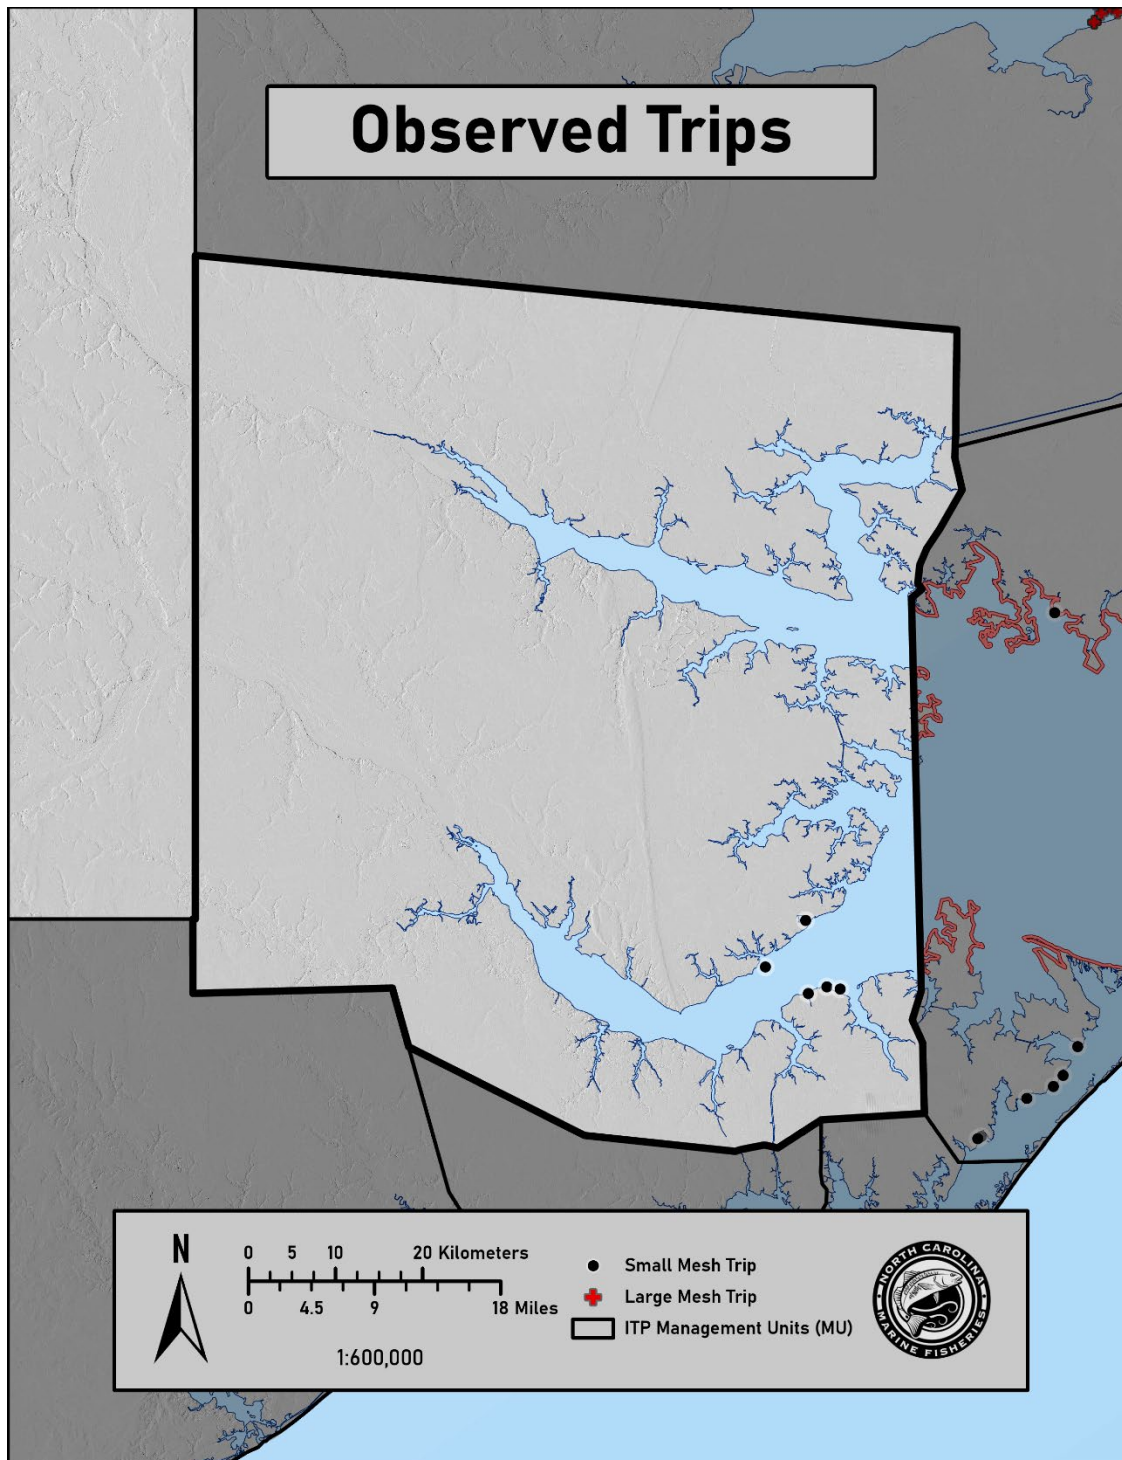 Observed Trips
N
0 5 10 20 Kilometers
0 4.5 9 18 Miles
1:600,000
Small Mesh Trip
Large Mesh Trip
ITP Management Units (MU)
NORTH CAROLINA
MARINE FISHERIES